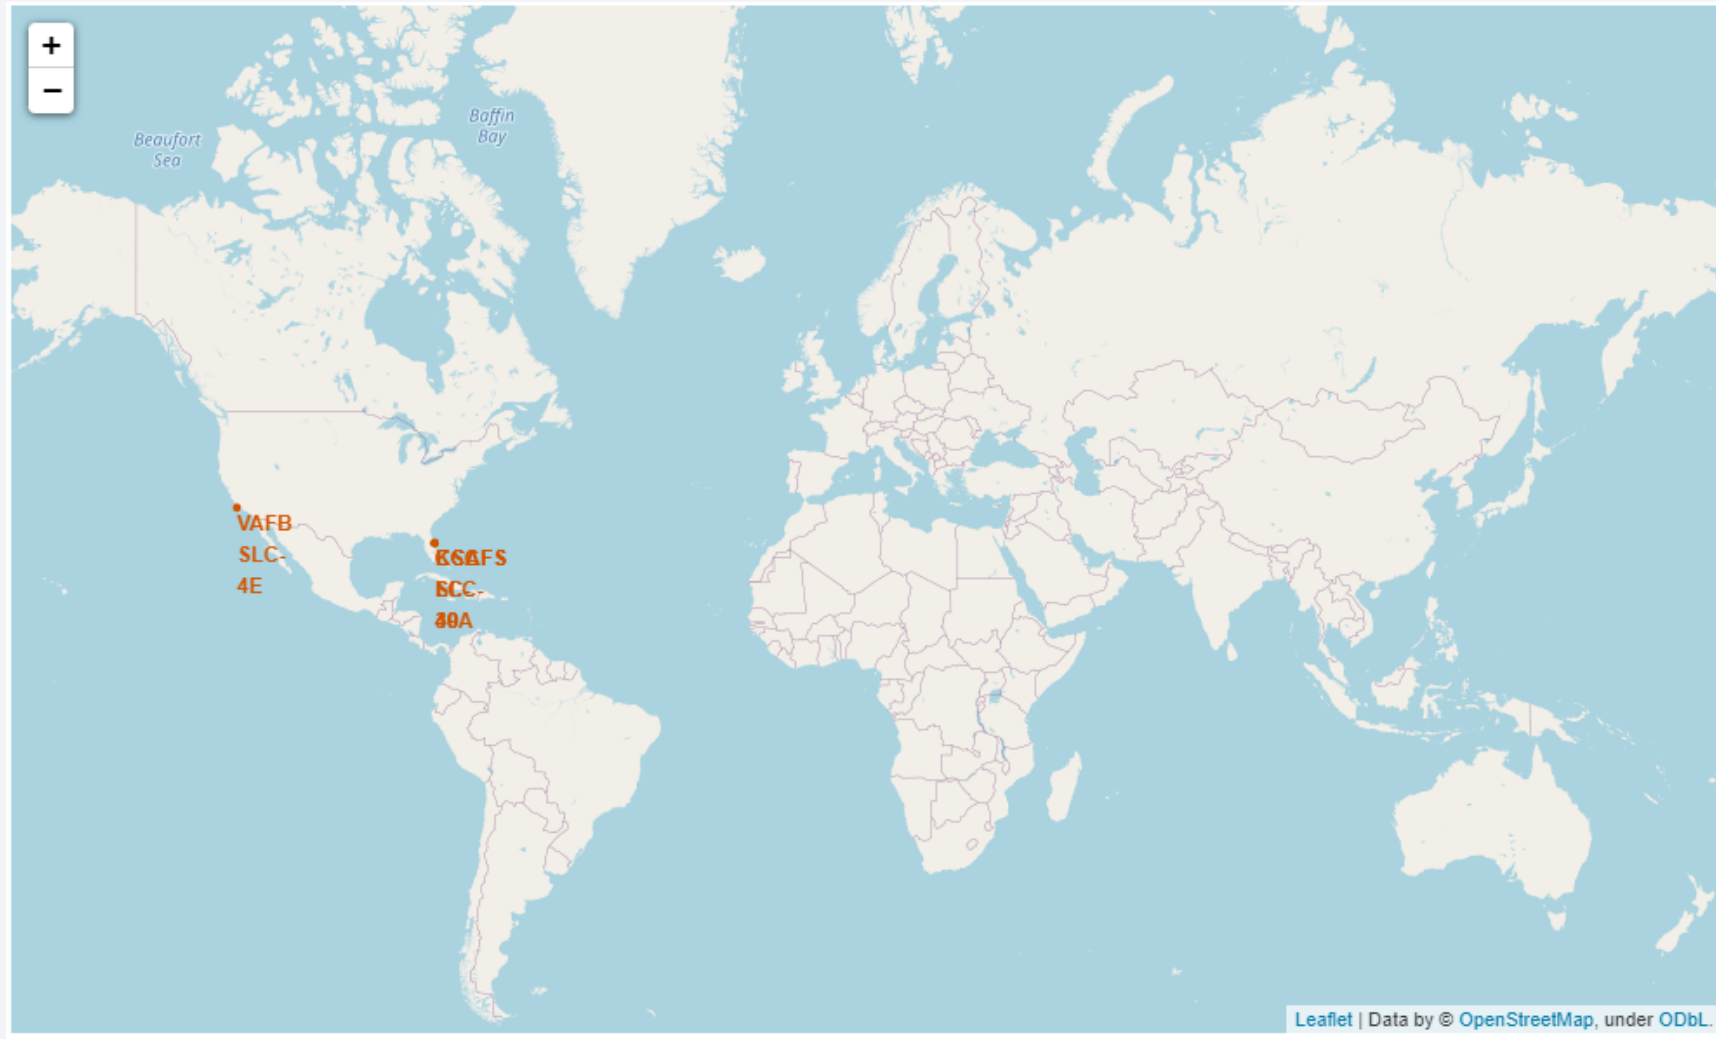 +
−
Beaufort
Sea
Baffin
Bay
VAFB
SLC-
4E
Leaflet | Data by © OpenStreetMap, under ODbL.